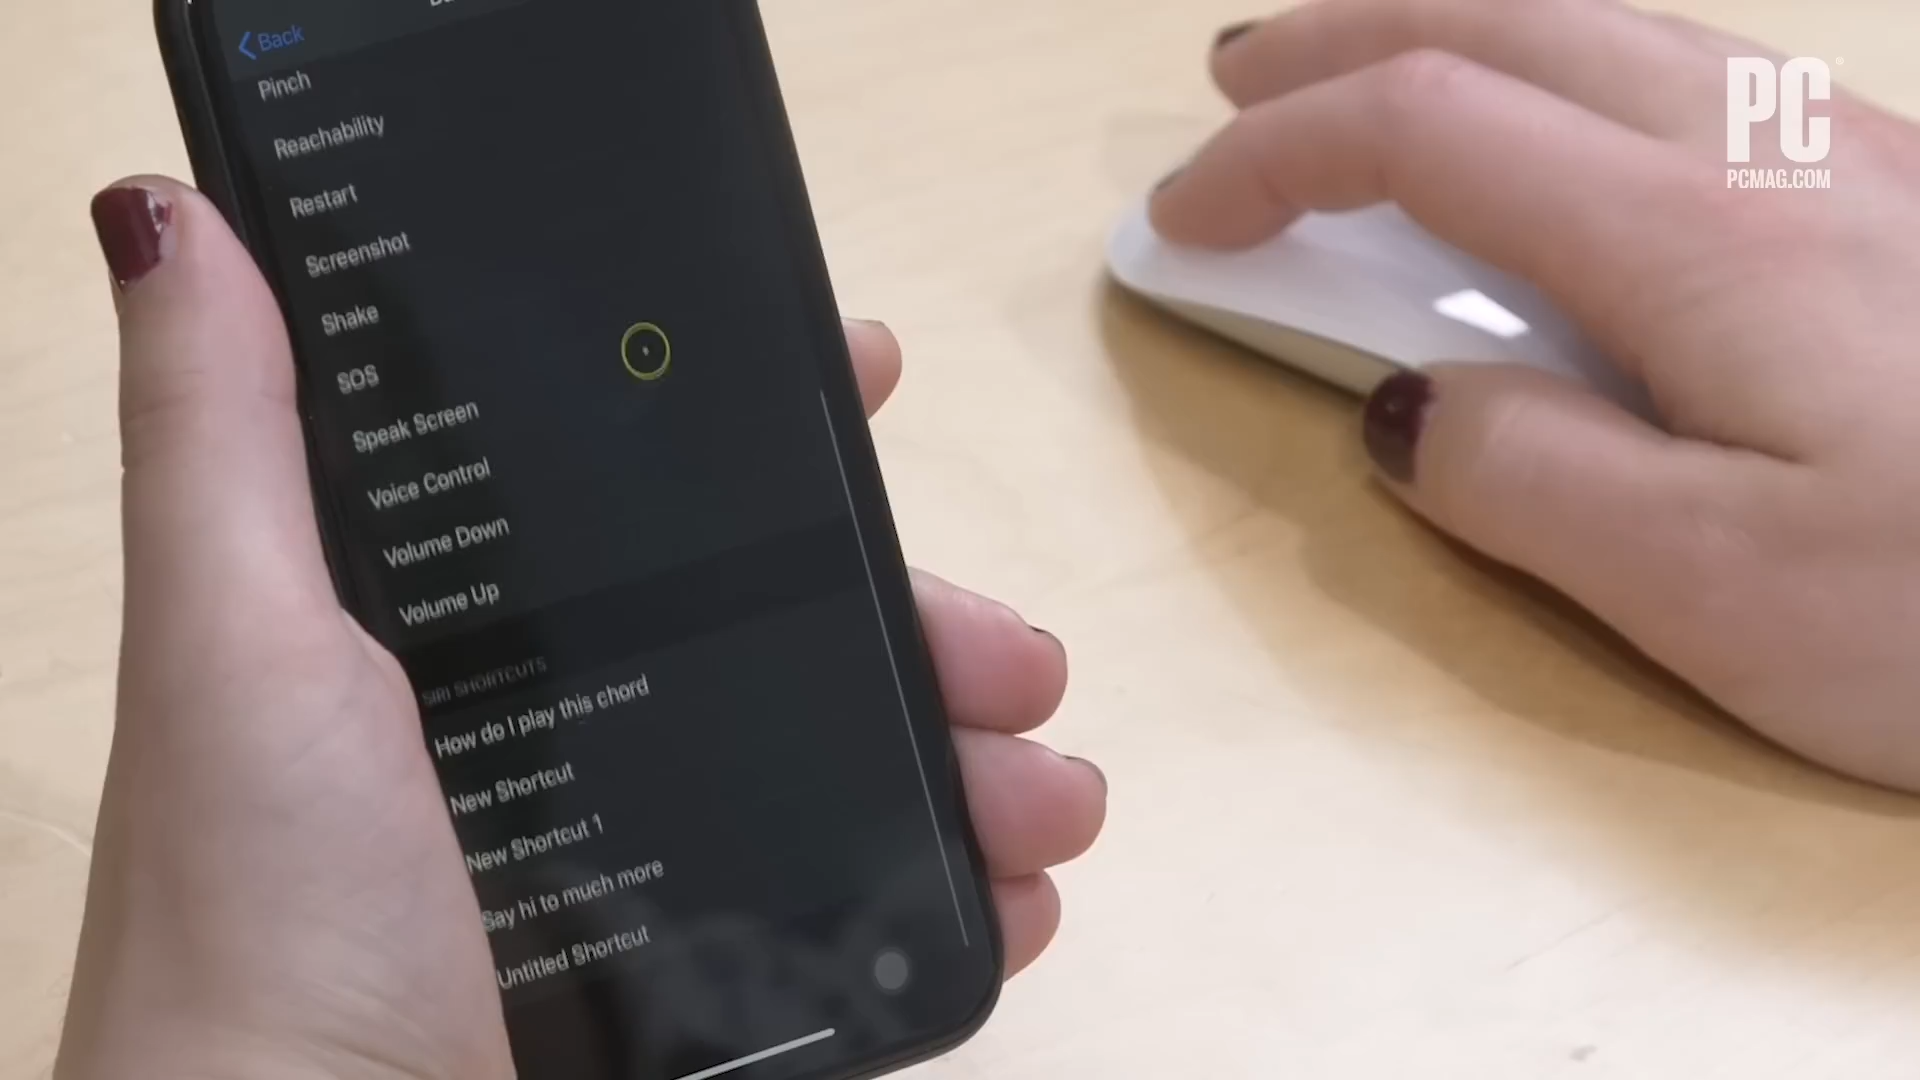 Back
Pinch
Reachability
Restart
Screenshot
Shake
SOS
Speak Screen
Voice Control
Volume Down
Volume Up
SIRI SHORTCUTS
How do I play this chord
New Shortcut
New Shortcut 1
Say hi to much more
Untitled Shortcut
PC
PCMAG.COM